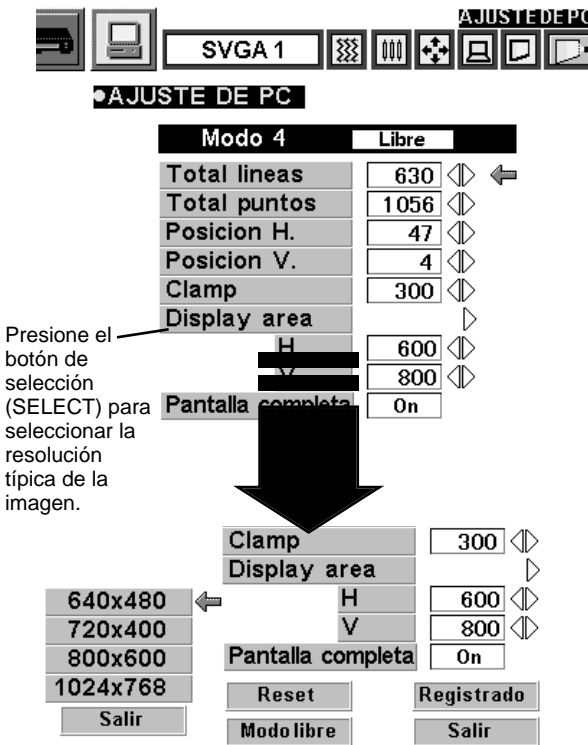 AJUSTE DE PC
SVGA 1
AJUSTE DE PC
Modo 4 Libre
Total lineas 630
Total puntos 1056
Posicion H. 47
Posicion V. 4
Clamp 300
Display area
H 600
V 800
Pantalla completa On
Presione el
botón de
selección
(SELECT) para
seleccionar la
resolución
típica de la
imagen.
Clamp 300
Display area
H 600
V 800
Pantalla completa On
640x480
720x400
800x600
1024x768
Salir
Reset Registrado
Modo libre Salir